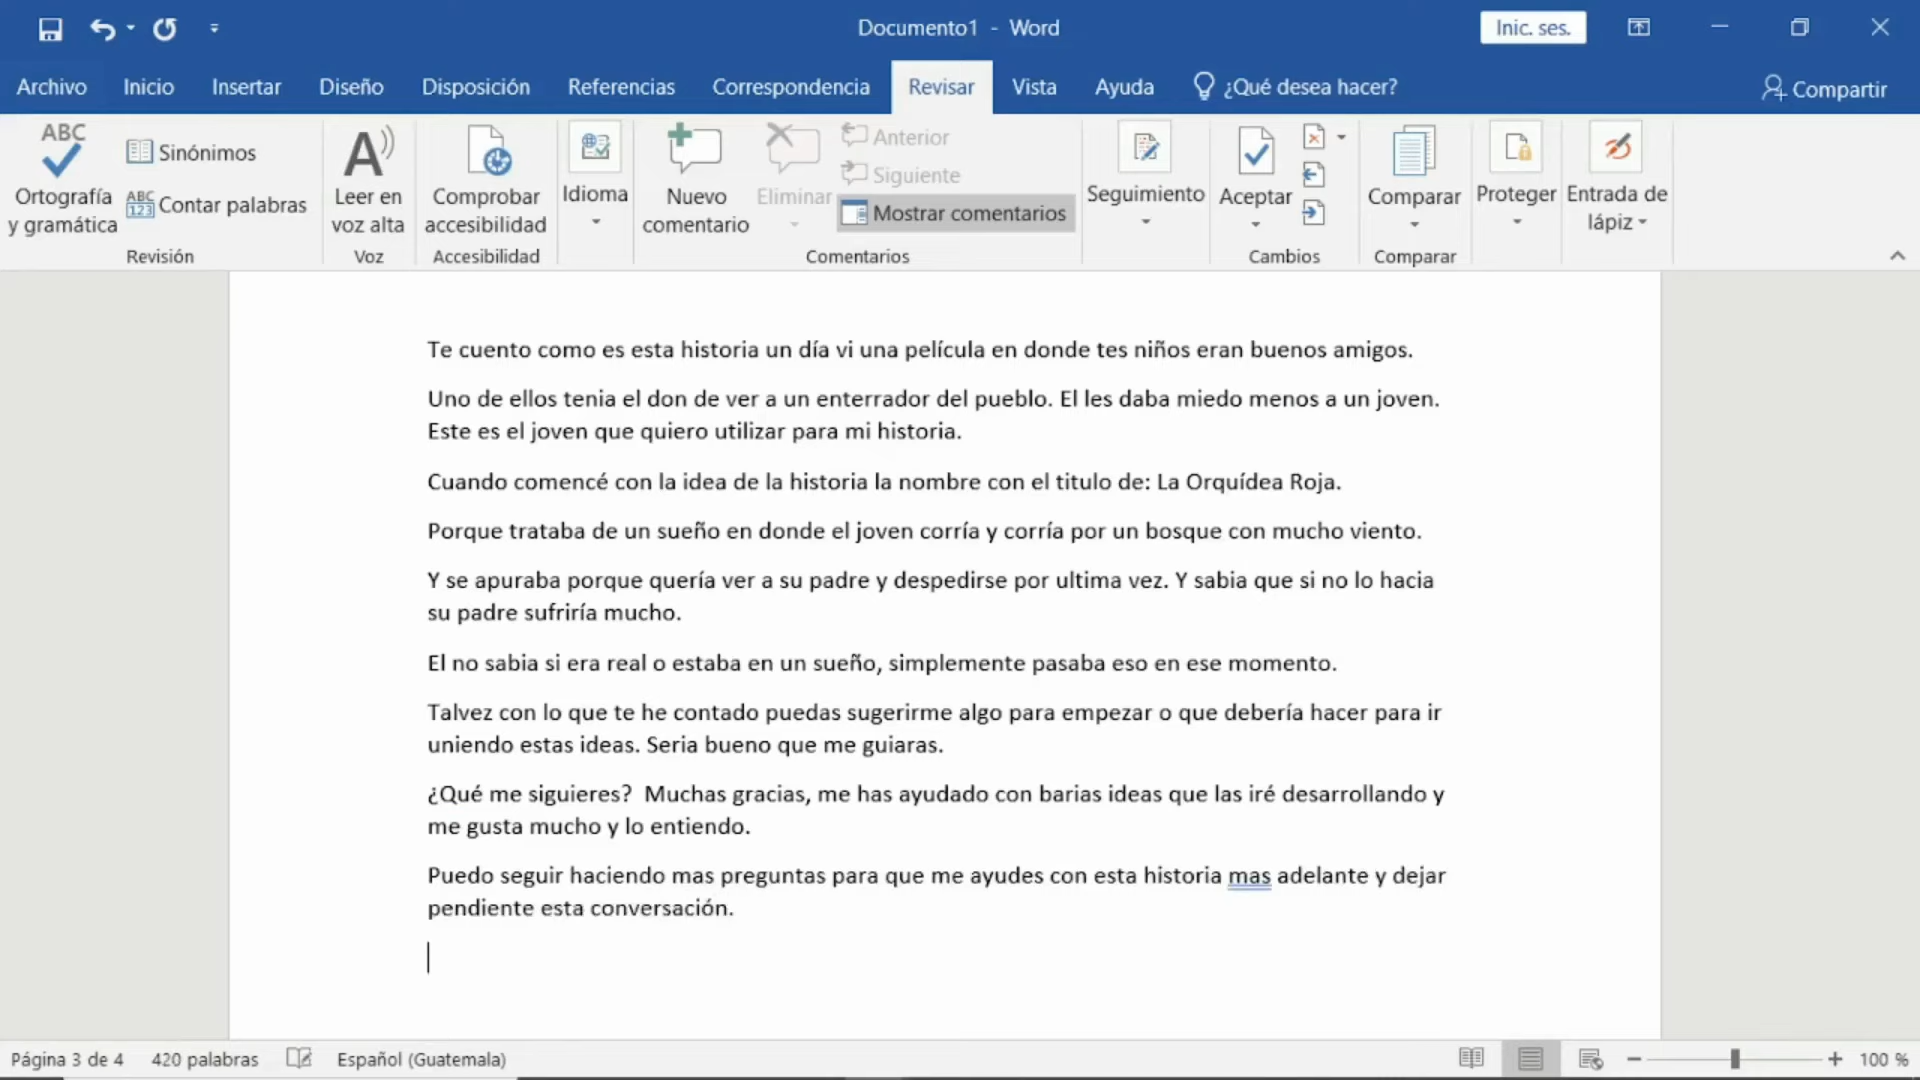 Documento1 - Word
Inic. ses.
Archivo Inicio Insertar Diseño Disposición Referencias Correspondencia Revisar Vista Ayuda ¿Qué desea hacer? Compartir
ABC
Ortografía
y gramática
Sinónimos
ABC
123
Contar palabras
Revisión
A
Leer en
voz alta
Voz
Comprobar
accesibilidad
Accesibilidad
Idioma
Nuevo
comentario
Eliminar
Anterior
Siguiente
Mostrar comentarios
Comentarios
Seguimiento
Aceptar
Cambios
Comparar
Comparar
Proteger
Entrada de
lápiz
Te cuento como es esta historia un día vi una película en donde tes niños eran buenos amigos.
Uno de ellos tenia el don de ver a un enterrador del pueblo. El les daba miedo menos a un joven.
Este es el joven que quiero utilizar para mi historia.
Cuando comencé con la idea de la historia la nombre con el titulo de: La Orquídea Roja.
Porque trataba de un sueño en donde el joven corría y corría por un bosque con mucho viento.
Y se apuraba porque quería ver a su padre y despedirse por ultima vez. Y sabia que si no lo hacia
su padre sufriría mucho.
El no sabia si era real o estaba en un sueño, simplemente pasaba eso en ese momento.
Talvez con lo que te he contado puedas sugerirme algo para empezar o que debería hacer para ir
uniendo estas ideas. Seria bueno que me guiaras.
¿Qué me siguieres?  Muchas gracias, me has ayudado con barias ideas que las iré desarrollando y
me gusta mucho y lo entiendo.
Puedo seguir haciendo mas preguntas para que me ayudes con esta historia mas adelante y dejar
pendiente esta conversación.
Página 3 de 4 420 palabras Español (Guatemala) 100 %